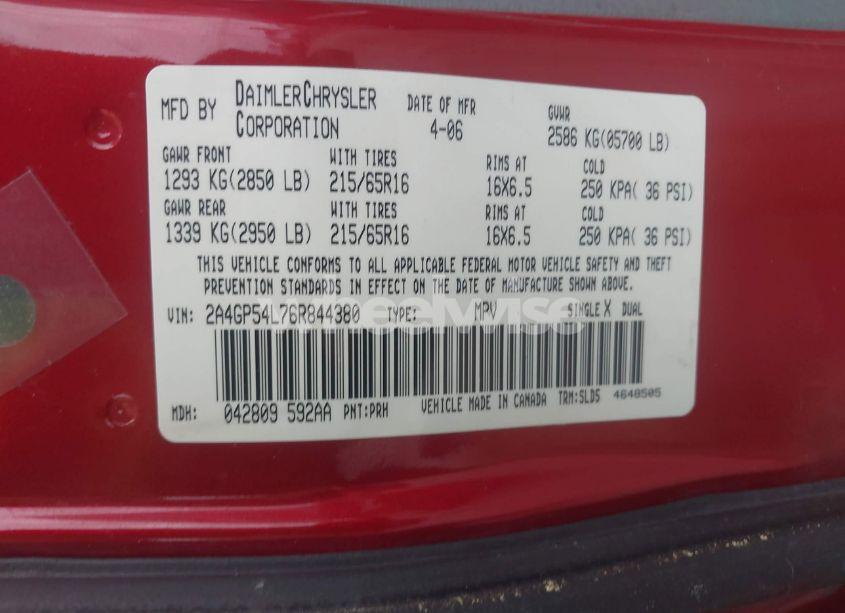 MFD BY DAIMLERCHRYSLER CORPORATION DATE OF MFR 4-06 GVWR 2586 KG(05700 LB)
GAWR FRONT WITH TIRES RIMS AT COLD
1293 KG(2850 LB) 215/65R16 16X6.5 250 KPA( 36 PSI)
GAWR REAR WITH TIRES RIMS AT COLD
1339 KG(2950 LB) 215/65R16 16X6.5 250 KPA( 36 PSI)
THIS VEHICLE CONFORMS TO ALL APPLICABLE FEDERAL MOTOR VEHICLE SAFETY AND THEFT
PREVENTION STANDARDS IN EFFECT ON THE DATE OF MANUFACTURE SHOWN ABOVE.
wheelwise
VIN: 2A4GP54L76R844380 TYPE: MPV SINGLE X DUAL
MDH: 042809 592AA PNT:PRH VEHICLE MADE IN CANADA TRM:SLD5 4648505